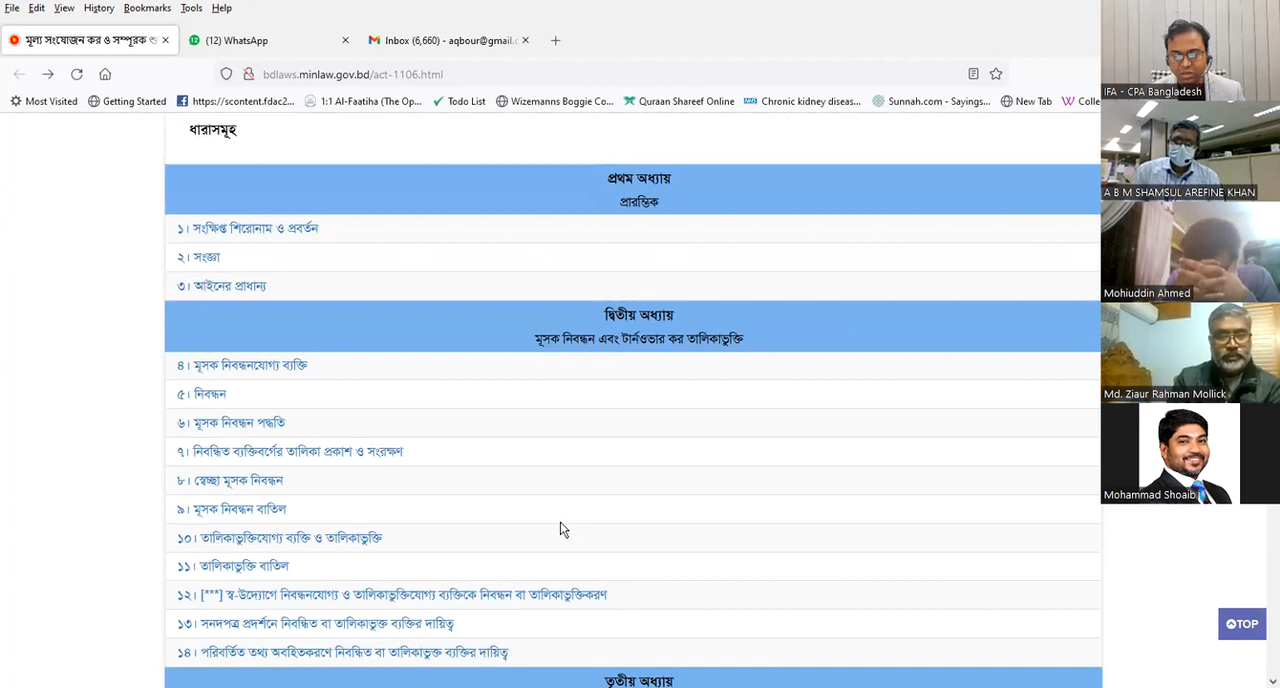 File Edit View History Bookmarks Tools Help
মূল্য সংযোজন কর ও সম্পূরক শু
(12) WhatsApp
Inbox (6,660) - aqbour@gmail.c
bdlaws.minlaw.gov.bd/act-1106.html
Most Visited Getting Started https://scontent.fdac2... 1:1 Al-Faatiha (The Op... Todo List Wizemanns Boggie Co... Quraan Shareef Online Chronic kidney diseas... Sunnah.com - Sayings... New Tab Colle
ধারাসমূহ
প্রথম অধ্যায়
প্রারম্ভিক
১। সংক্ষিপ্ত শিরোনাম ও প্রবর্তন
২। সংজ্ঞা
৩। আইনের প্রাধান্য
দ্বিতীয় অধ্যায়
মূসক নিবন্ধন এবং টার্নওভার কর তালিকাভুক্তি
৪। মূসক নিবন্ধনযোগ্য ব্যক্তি
৫। নিবন্ধন
৬। মূসক নিবন্ধন পদ্ধতি
৭। নিবন্ধিত ব্যক্তিবর্গের তালিকা প্রকাশ ও সংরক্ষণ
৮। স্বেচ্ছা মূসক নিবন্ধন
৯। মূসক নিবন্ধন বাতিল
১০। তালিকাভুক্তিযোগ্য ব্যক্তি ও তালিকাভুক্তি
১১। তালিকাভুক্তি বাতিল
১২। [***] স্ব-উদ্যোগে নিবন্ধনযোগ্য ও তালিকাভুক্তিযোগ্য ব্যক্তিকে নিবন্ধন বা তালিকাভুক্তিকরণ
১৩। সনদপত্র প্রদর্শনে নিবন্ধিত বা তালিকাভুক্ত ব্যক্তির দায়িত্ব
১৪। পরিবর্তিত তথ্য অবহিতকরণে নিবন্ধিত বা তালিকাভুক্ত ব্যক্তির দায়িত্ব
তৃতীয় অধ্যায়
TOP
IFA - CPA Bangladesh
A B M SHAMSUL AREFINE KHAN
Mohiuddin Ahmed
Md. Ziaur Rahman Mollick
Mohammad Shoaib